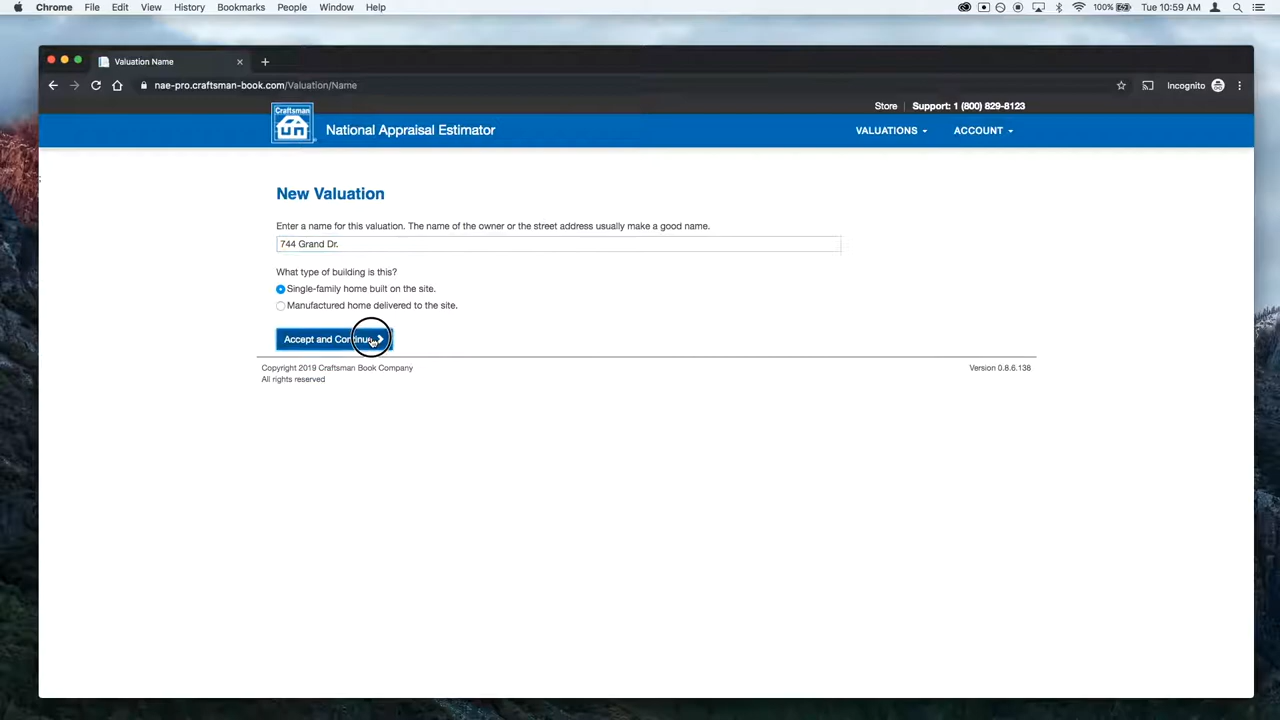 Chrome File Edit View History Bookmarks People Window Help 100% Tue 10:59 AM
Valuation Name
nae-pro.craftsman-book.com/Valuation/Name Incognito
Store Support: 1 (800) 829-8123
Craftsman
National Appraisal Estimator VALUATIONS ACCOUNT
New Valuation
Enter a name for this valuation. The name of the owner or the street address usually make a good name.
744 Grand Dr.
What type of building is this?
Single-family home built on the site.
Manufactured home delivered to the site.
Accept and Continue
Copyright 2019 Craftsman Book Company Version 0.8.6.138
All rights reserved